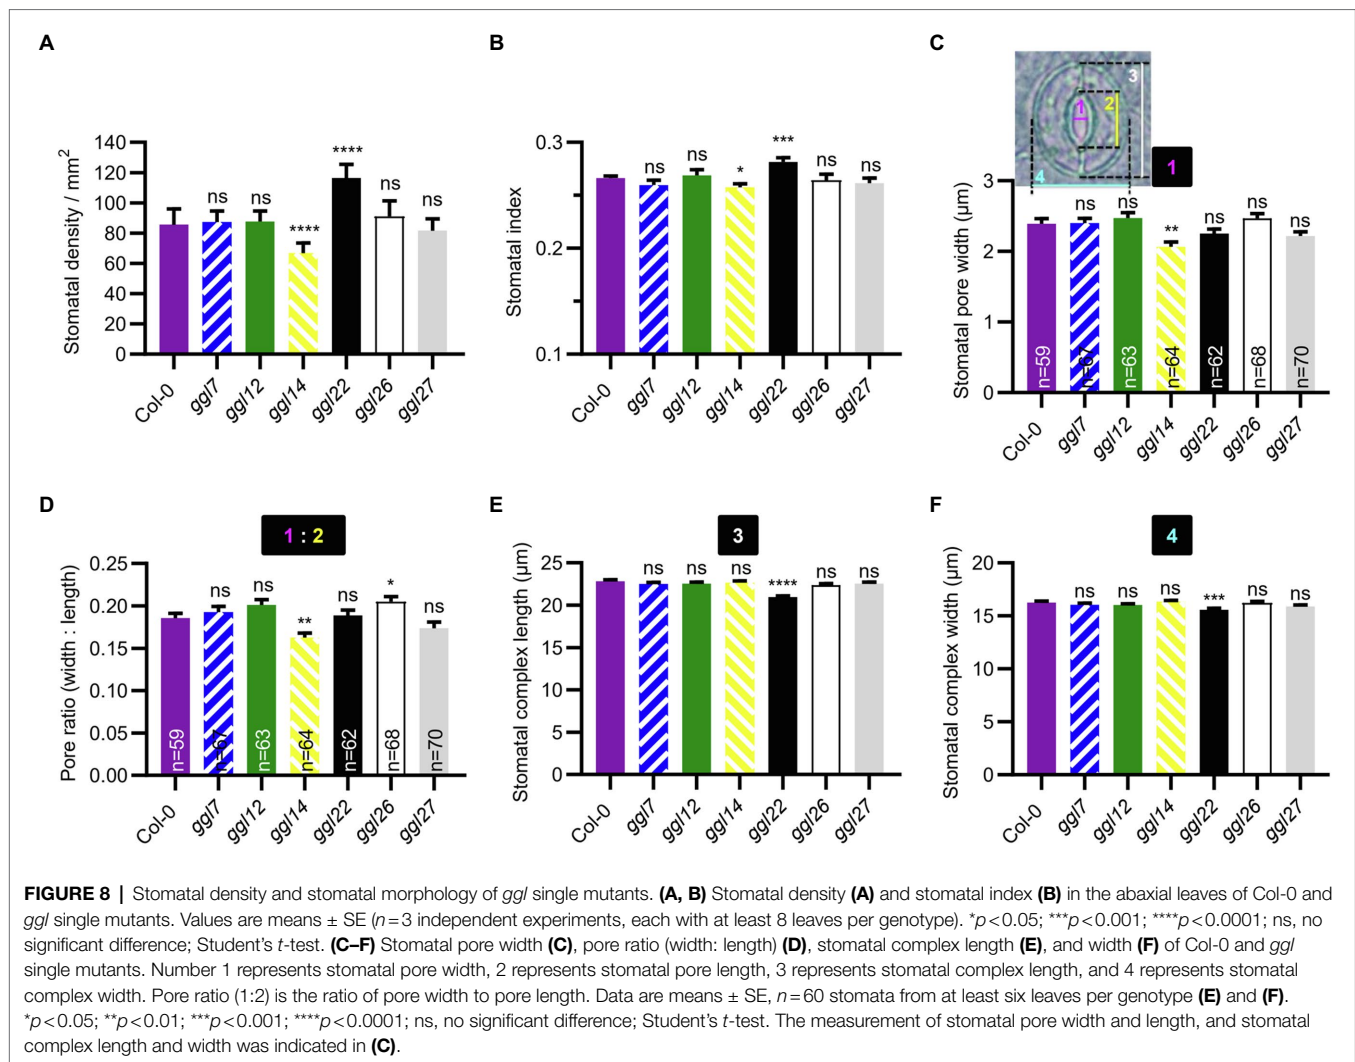 A
Stomatal density / mm2
140
120
100
80
60
40
20
0
ns
ns
****
****
ns
ns
Col-0
ggl7
ggl12
ggl14
ggl22
ggl26
ggl27
B
Stomatal index
0.3
0.2
0.1
ns
ns
*
***
ns
ns
Col-0
ggl7
ggl12
ggl14
ggl22
ggl26
ggl27
C
1
2
3
4
1
Stomatal pore width (µm)
3
2
1
0
ns
ns
**
ns
ns
ns
n=59
n=67
n=63
n=64
n=62
n=68
n=70
Col-0
ggl7
ggl12
ggl14
ggl22
ggl26
ggl27
D
1 : 2
Pore ratio (width : length)
0.25
0.20
0.15
0.10
0.05
0.00
ns
ns
**
ns
*
ns
n=59
n=67
n=63
n=64
n=62
n=68
n=70
Col-0
ggl7
ggl12
ggl14
ggl22
ggl26
ggl27
E
3
Stomatal complex length (µm)
25
20
15
10
5
0
ns
ns
ns
****
ns
ns
Col-0
ggl7
ggl12
ggl14
ggl22
ggl26
ggl27
F
4
Stomatal complex width (µm)
20
15
10
5
0
ns
ns
ns
***
ns
ns
Col-0
ggl7
ggl12
ggl14
ggl22
ggl26
ggl27
FIGURE 8 | Stomatal density and stomatal morphology of ggl single mutants. (A, B) Stomatal density (A) and stomatal index (B) in the abaxial leaves of Col-0 and
ggl single mutants. Values are means ± SE (n=3 independent experiments, each with at least 8 leaves per genotype). *p<0.05; ***p<0.001; ****p<0.0001; ns, no
significant difference; Student's t-test. (C–F) Stomatal pore width (C), pore ratio (width: length) (D), stomatal complex length (E), and width (F) of Col-0 and ggl
single mutants. Number 1 represents stomatal pore width, 2 represents stomatal pore length, 3 represents stomatal complex length, and 4 represents stomatal
complex width. Pore ratio (1:2) is the ratio of pore width to pore length. Data are means ± SE, n=60 stomata from at least six leaves per genotype (E) and (F).
*p<0.05; **p<0.01; ***p<0.001; ****p<0.0001; ns, no significant difference; Student's t-test. The measurement of stomatal pore width and length, and stomatal
complex length and width was indicated in (C).